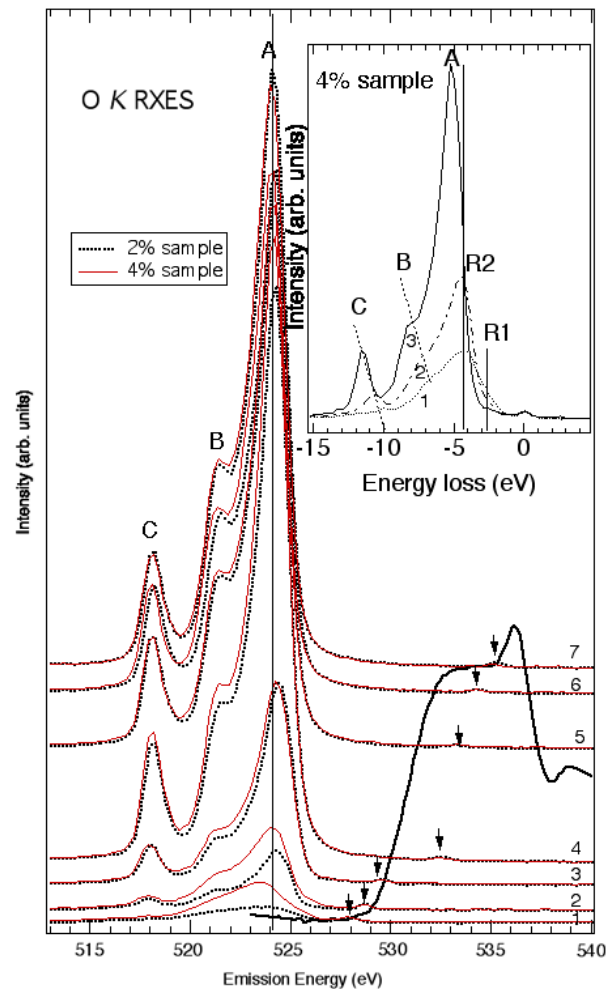 A
O K RXES
2% sample
4% sample
B
C
Intensity (arb. units)
7
6
5
4
3
2
1
515 520 525 530 535 540
Emission Energy (eV)
4% sample
A
B
C
R2
R1
3
2
1
Intensity (arb. units)
-15 -10 -5 0
Energy loss (eV)